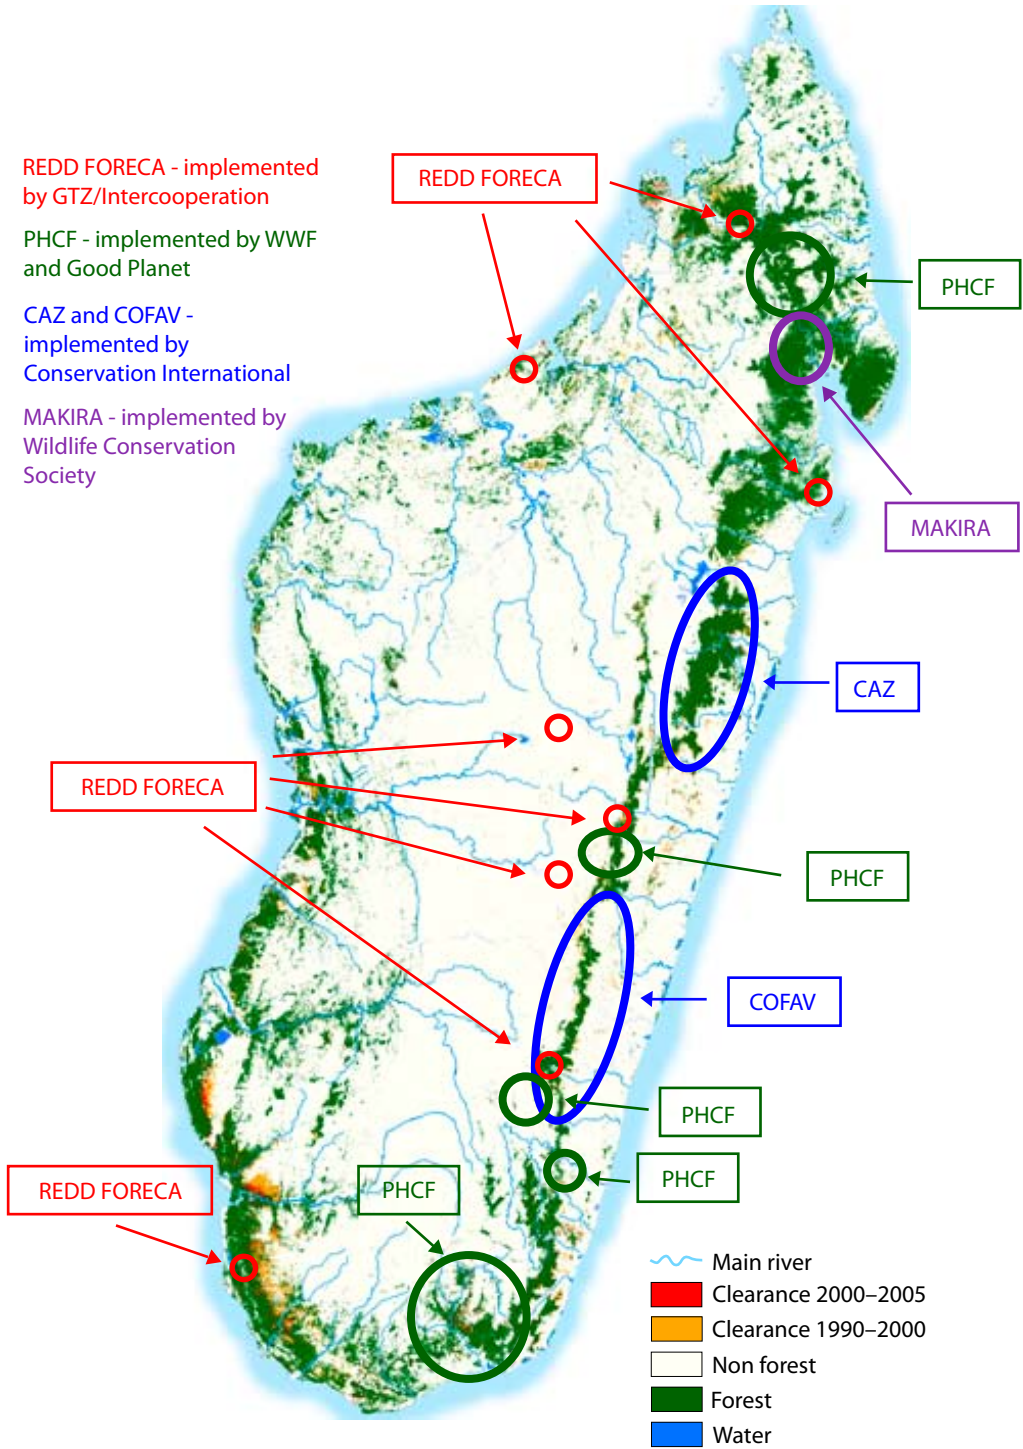 REDD FORECA - implemented
by GTZ/Intercooperation
PHCF - implemented by WWF
and Good Planet
CAZ and COFAV -
implemented by
Conservation International
MAKIRA - implemented by
Wildlife Conservation
Society
REDD FORECA
PHCF
MAKIRA
CAZ
REDD FORECA
PHCF
COFAV
PHCF
PHCF
REDD FORECA
PHCF
Main river
Clearance 2000–2005
Clearance 1990–2000
Non forest
Forest
Water